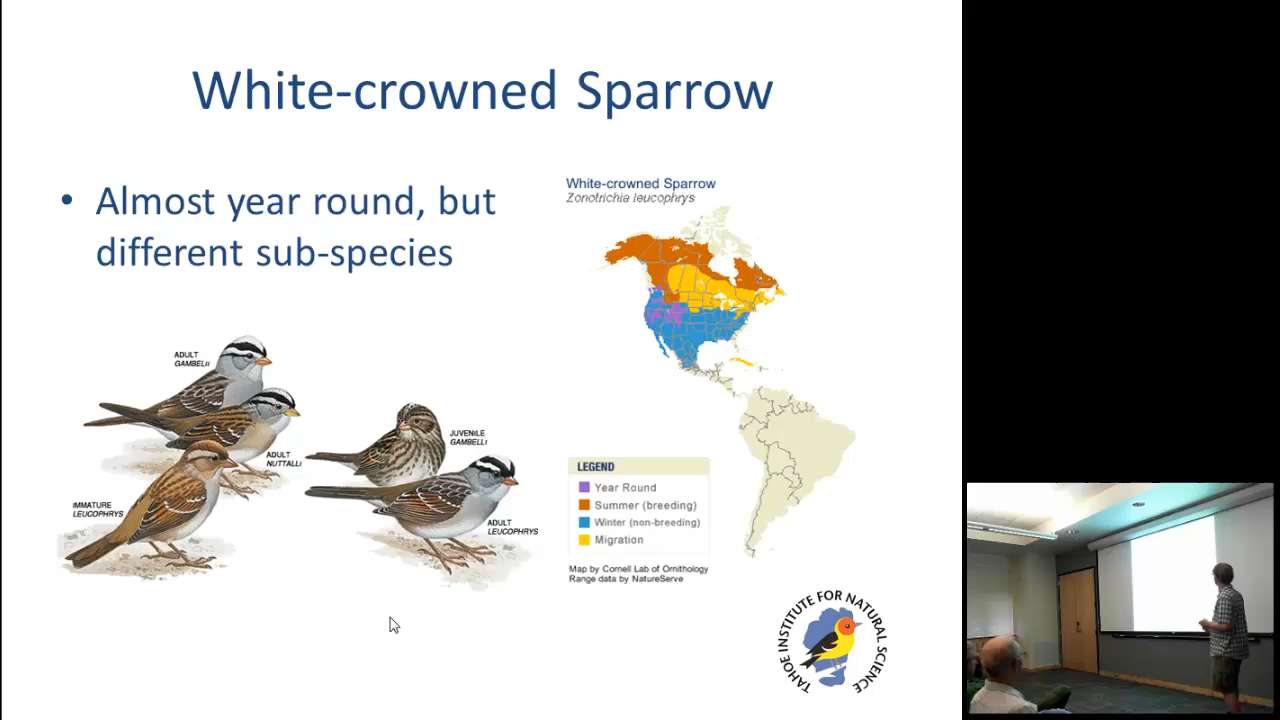 White-crowned Sparrow
• Almost year round, but
different sub-species
ADULT
GAMBELII
ADULT
NUTTALLI
IMMATURE
LEUCOPHRYS
JUVENILE
GAMBELLI
ADULT
LEUCOPHRYS
White-crowned Sparrow
Zonotrichia leucophrys
LEGEND
Year Round
Summer (breeding)
Winter (non-breeding)
Migration
Map by Cornell Lab of Ornithology
Range data by NatureServe
TAHOE INSTITUTE FOR NATURAL SCIENCE